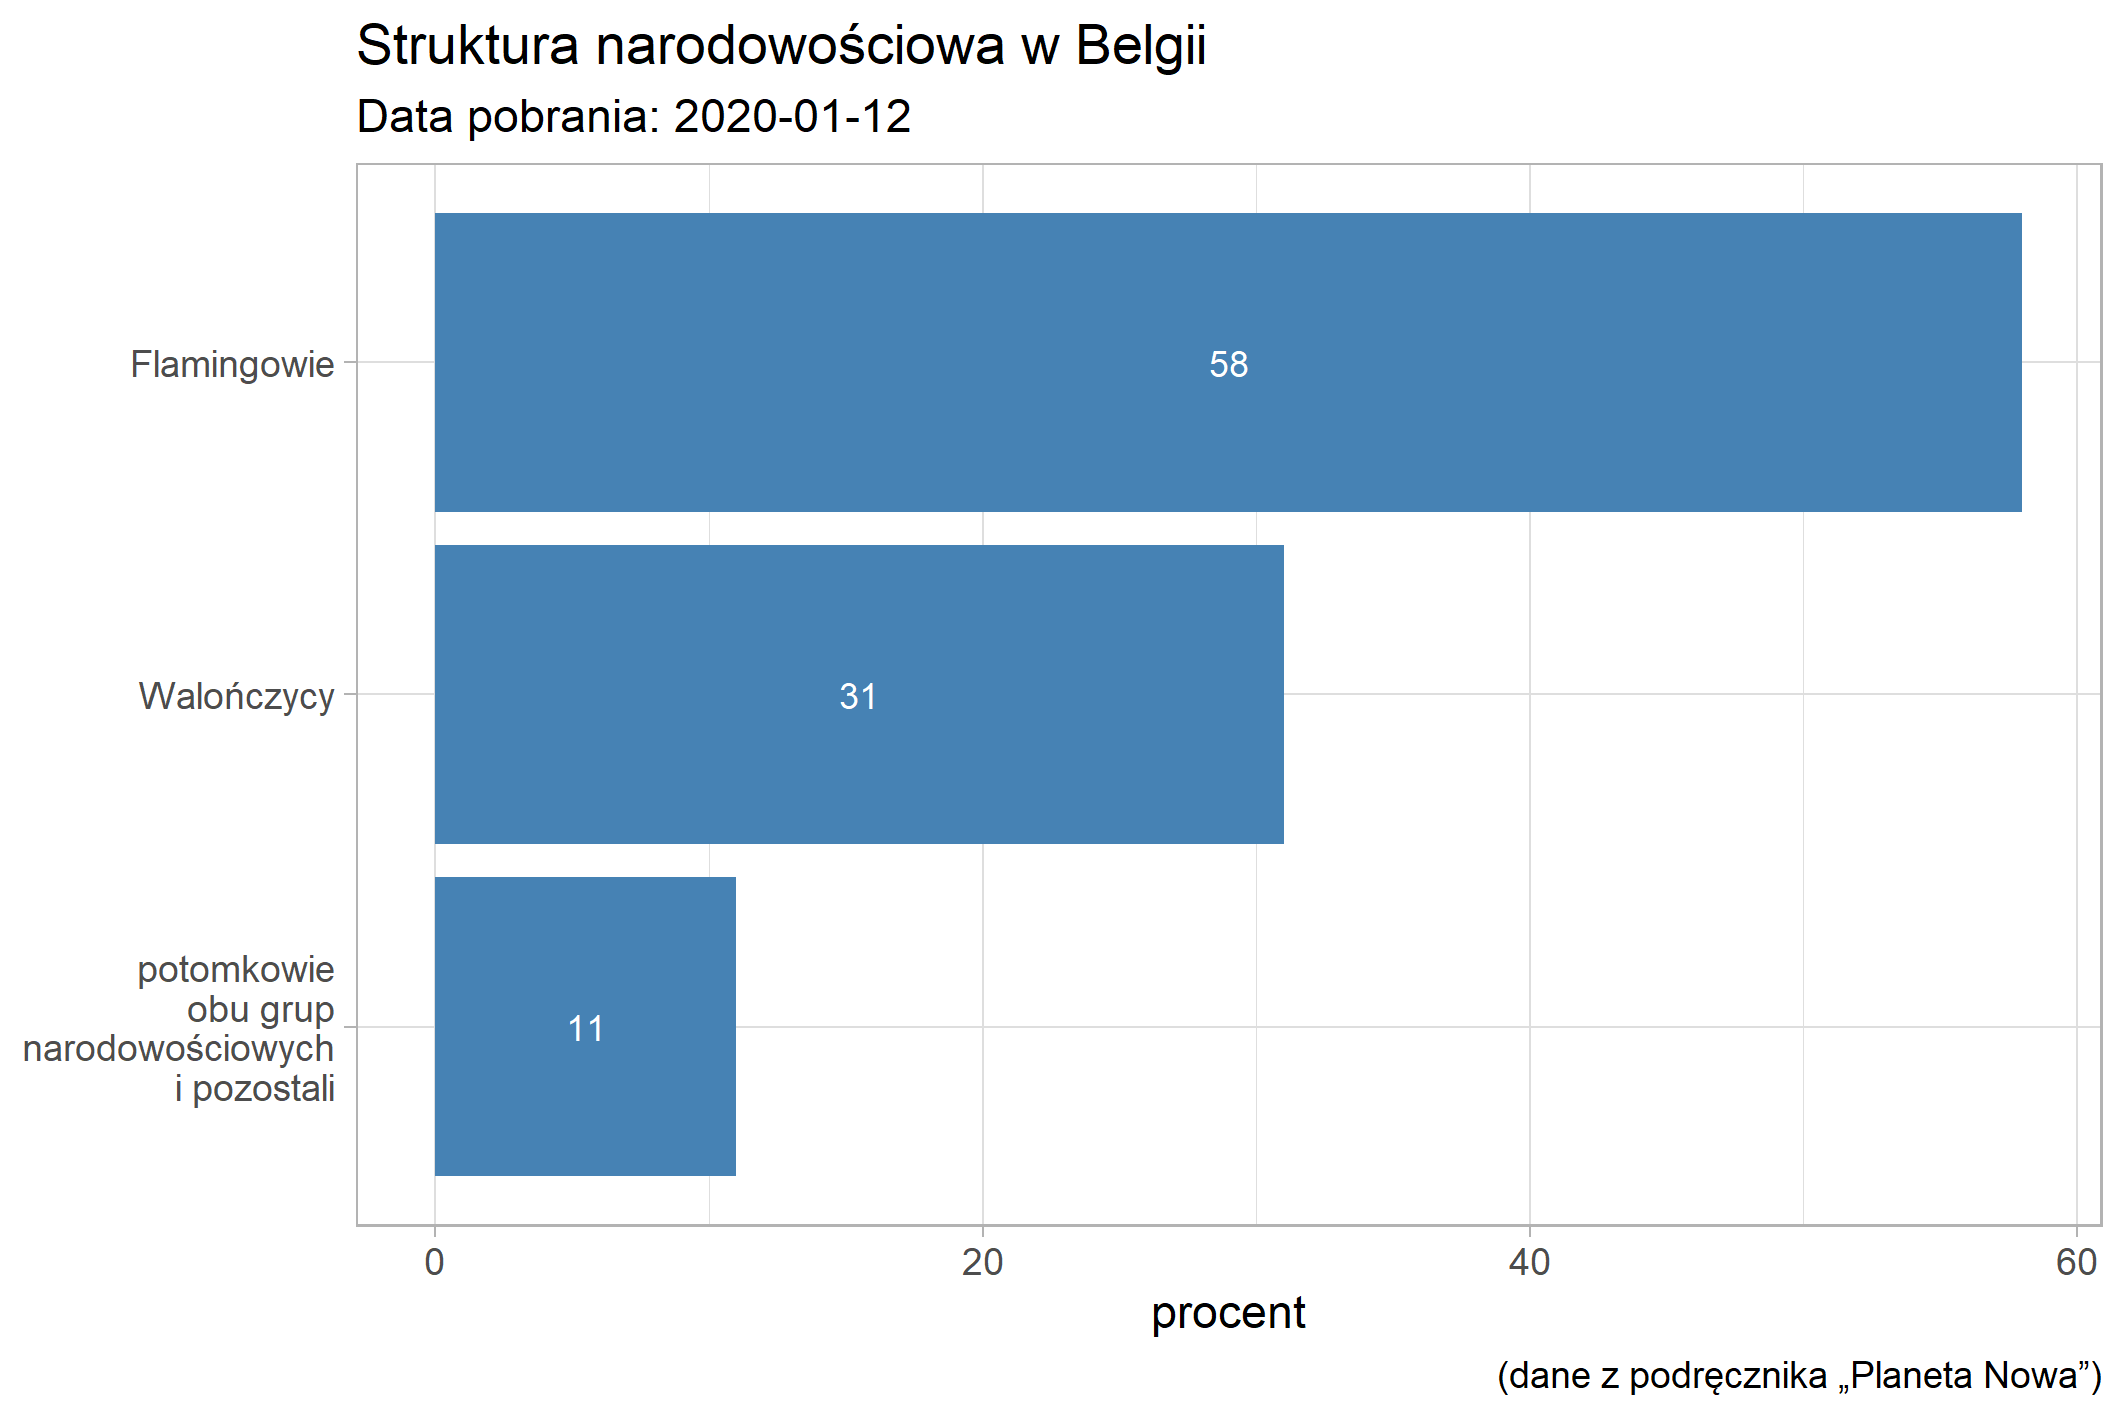 Struktura narodowościowa w Belgii
Data pobrania: 2020-01-12
Flamingowie
58
Walończycy
31
potomkowie
obu grup
narodowościowych
i pozostali
11
0 20 40 60
procent
(dane z podręcznika „Planeta Nowa”)